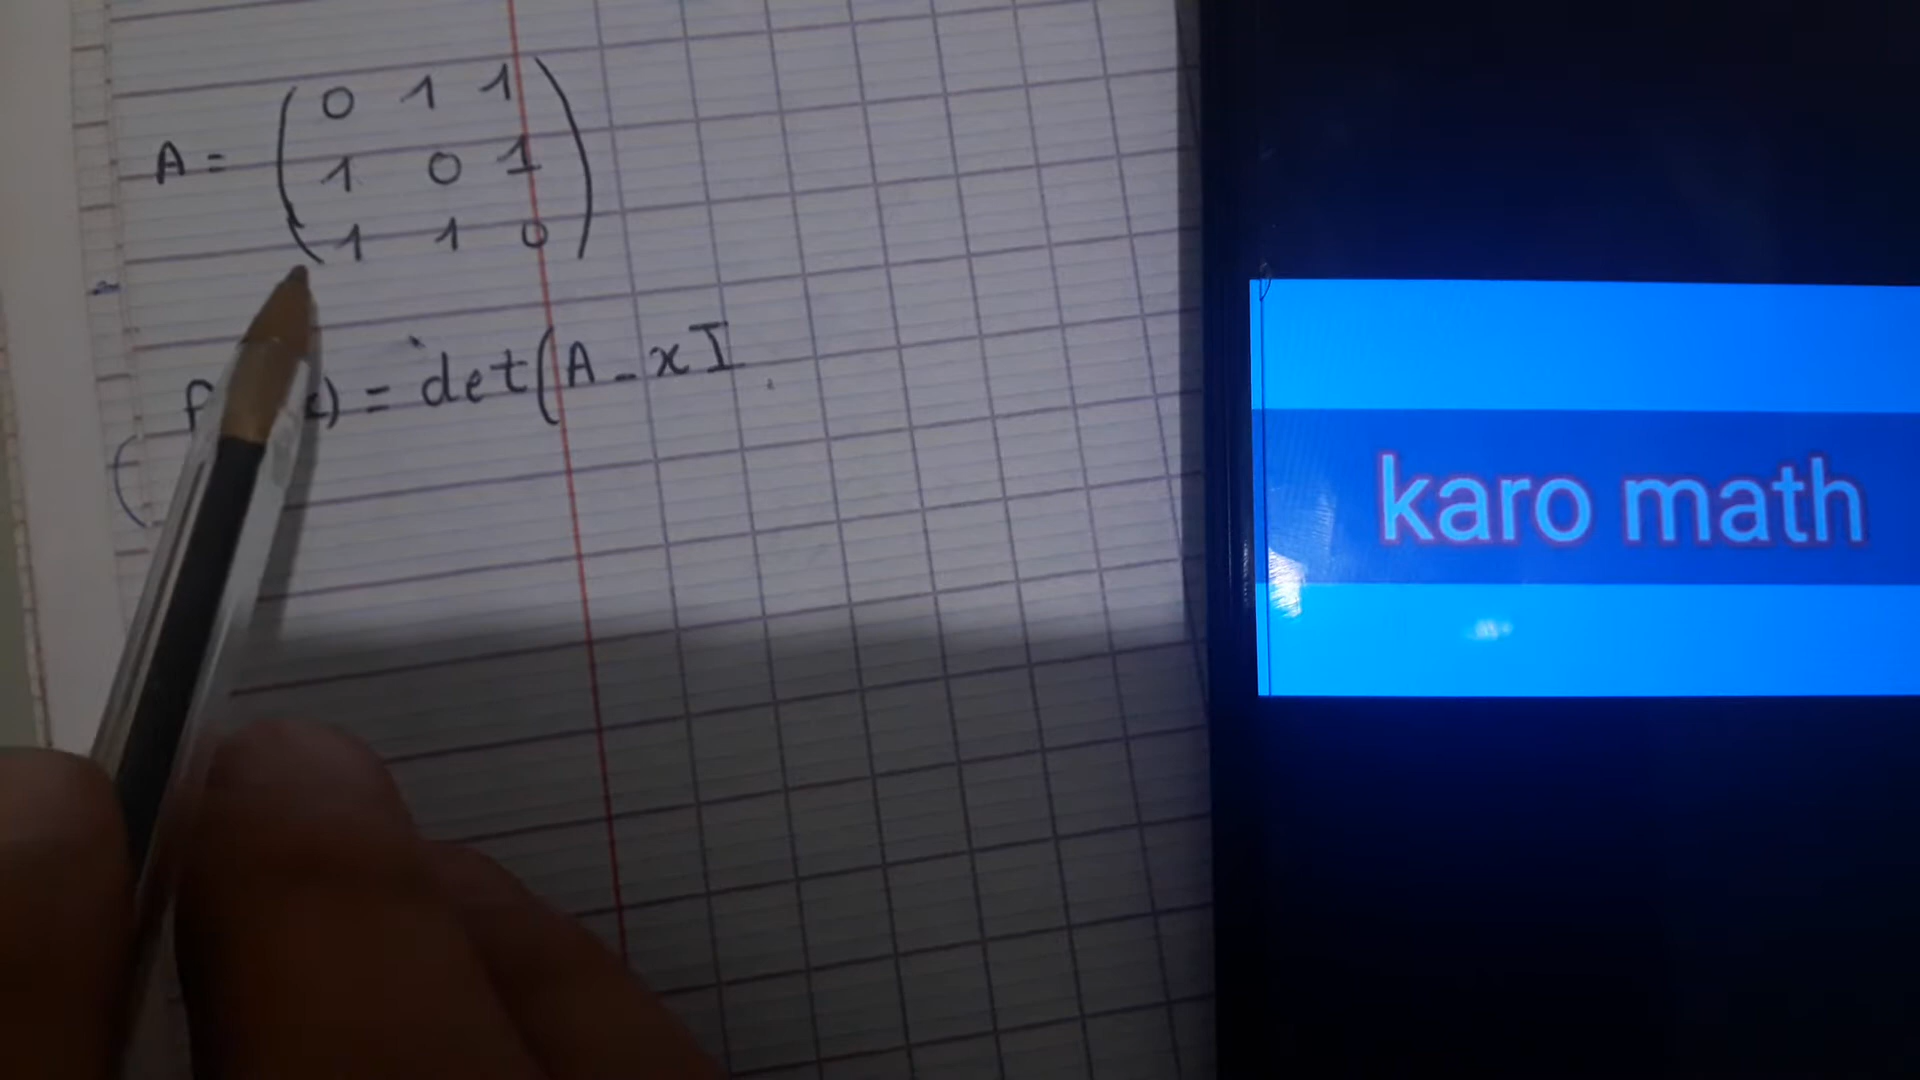 0 1 1
A = 1 0 1
1 1 0
= det(A - xI
karo math